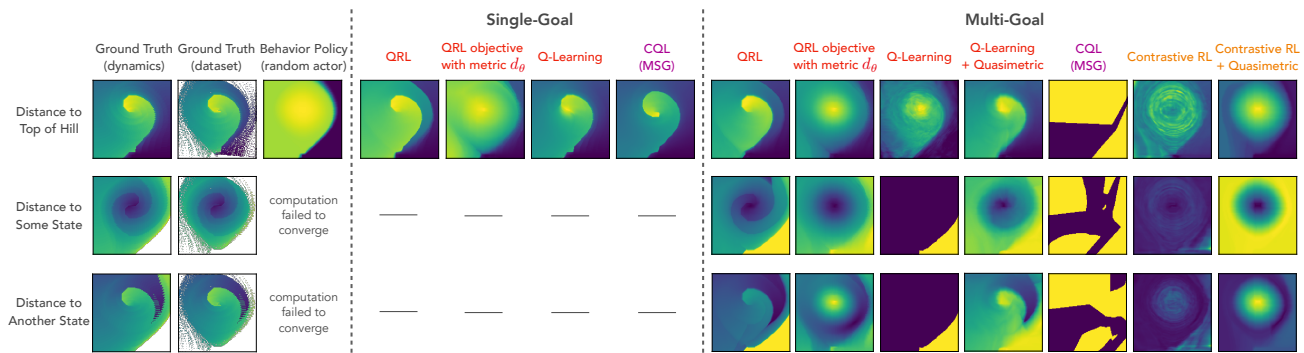 Single-Goal
Multi-Goal
Ground Truth
(dynamics)
Ground Truth
(dataset)
Behavior Policy
(random actor)
QRL
QRL objective
with metric dθ
Q-Learning
CQL
(MSG)
QRL
QRL objective
with metric dθ
Q-Learning
Q-Learning
+ Quasimetric
CQL
(MSG)
Contrastive RL
Contrastive RL
+ Quasimetric
Distance to
Top of Hill
Distance to
Some State
computation
failed to
converge
Distance to
Another State
computation
failed to
converge